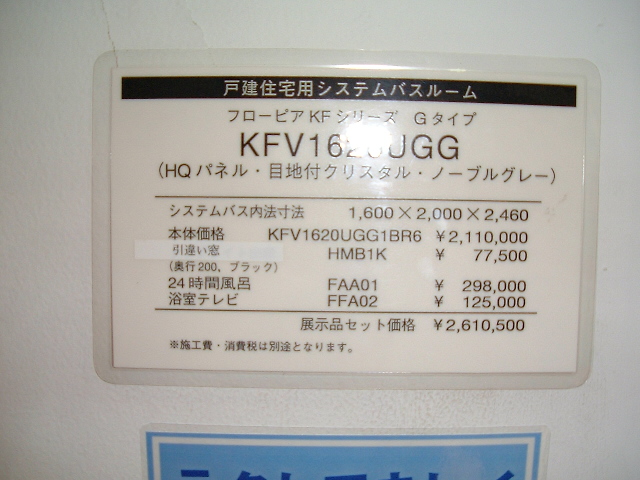 戸建住宅用システムバスルーム
フローピア KF シリーズ Gタイプ
KFV1620UGG
(HQ パネル・目地付クリスタル・ノーブルグレー)
システムバス内法寸法 1,600×2,000×2,460
本体価格 KFV1620UGG1BR6 ¥2,110,000
引違い窓 HMB1K ¥ 77,500
(奥行200, ブラック)
24時間風呂 FAA01 ¥ 298,000
浴室テレビ FFA02 ¥ 125,000
展示品セット価格 ¥2,610,500
※施工費・消費税は別途となります。